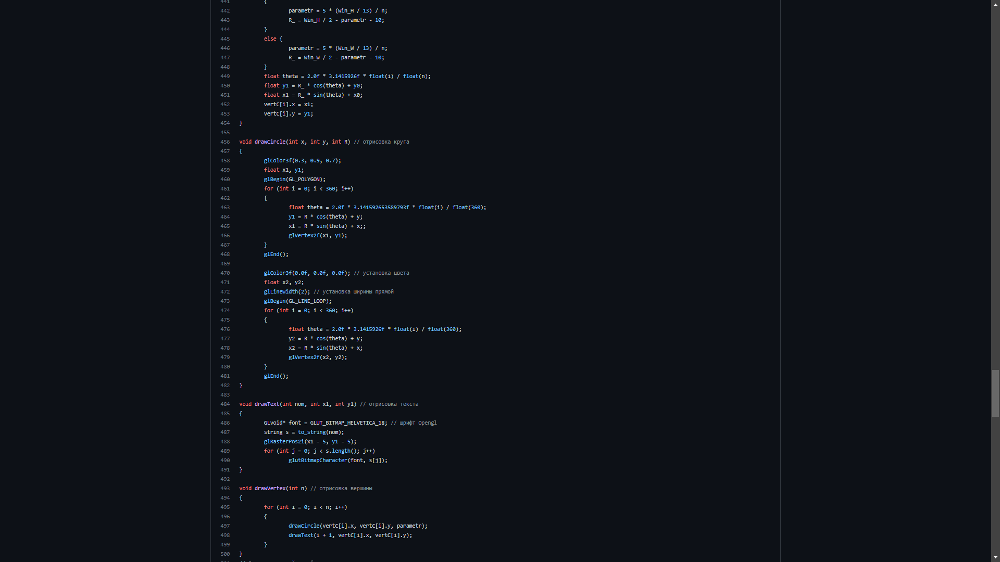 441 {
442 parametr = 5 * (Win_H / 13) / n;
443 R_ = Win_H / 2 - parametr - 10;
444 }
445 else {
446 parametr = 5 * (Win_W / 13) / n;
447 R_ = Win_W / 2 - parametr - 10;
448 }
449 float theta = 2.0f * 3.1415926f * float(i) / float(n);
450 float y1 = R_ * cos(theta) + y0;
451 float x1 = R_ * sin(theta) + x0;
452 vertC[i].x = x1;
453 vertC[i].y = y1;
454 }
455
456 void drawCircle(int x, int y, int R) // отрисовка круга
457 {
458 glColor3f(0.3, 0.9, 0.7);
459 float x1, y1;
460 glBegin(GL_POLYGON);
461 for (int i = 0; i < 360; i++)
462 {
463 float theta = 2.0f * 3.141592653589793f * float(i) / float(360);
464 y1 = R * cos(theta) + y;
465 x1 = R * sin(theta) + x;;
466 glVertex2f(x1, y1);
467 }
468 glEnd();
469
470 glColor3f(0.0f, 0.0f, 0.0f); // установка цвета
471 float x2, y2;
472 glLineWidth(2); // установка ширины прямой
473 glBegin(GL_LINE_LOOP);
474 for (int i = 0; i < 360; i++)
475 {
476 float theta = 2.0f * 3.1415926f * float(i) / float(360);
477 y2 = R * cos(theta) + y;
478 x2 = R * sin(theta) + x;
479 glVertex2f(x2, y2);
480 }
481 glEnd();
482 }
483
484 void drawText(int nom, int x1, int y1) // отрисовка текста
485 {
486 GLvoid* font = GLUT_BITMAP_HELVETICA_18; // шрифт Opengl
487 string s = to_string(nom);
488 glRasterPos2i(x1 - 5, y1 - 5);
489 for (int j = 0; j < s.length(); j++)
490 glutBitmapCharacter(font, s[j]);
491 }
492
493 void drawVertex(int n) // отрисовка вершины
494 {
495 for (int i = 0; i < n; i++)
496 {
497 drawCircle(vertC[i].x, vertC[i].y, parametr);
498 drawText(i + 1, vertC[i].x, vertC[i].y);
499 }
500 }